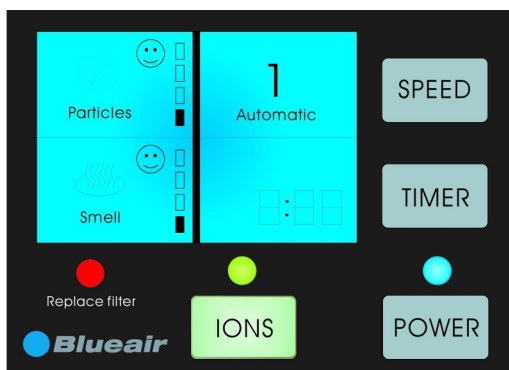 Particles
1
Automatic
SPEED
Smell
TIMER
Replace filter
IONS
POWER
Blueair